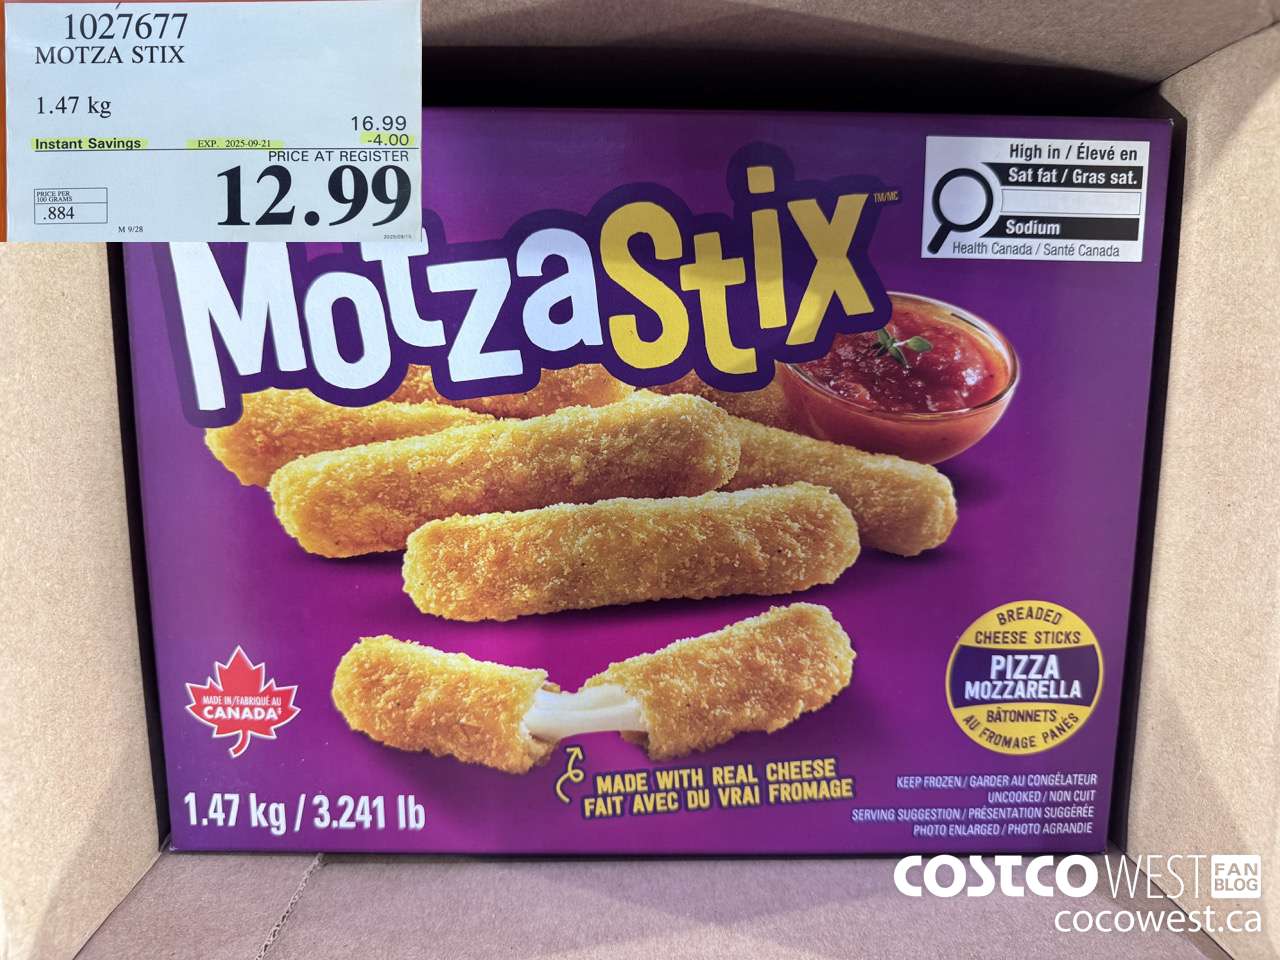 1027677
MOTZA STIX
1.47 kg
16.99
Instant Savings EXP. 2025-09-21 -4.00
PRICE AT REGISTER
12.99
PRICE PER
100 GRAMS
.884
M 9/28
MotzaStix TM/MC
High in / Élevé en
Sat fat / Gras sat.
Sodium
Health Canada / Santé Canada
BREADED
CHEESE STICKS
PIZZA
MOZZARELLA
BÂTONNETS
AU FROMAGE PANÉS
MADE IN/FABRIQUÉ AU
CANADA
MADE WITH REAL CHEESE
FAIT AVEC DU VRAI FROMAGE
1.47 kg / 3.241 lb
KEEP FROZEN / GARDER AU CONGÉLATEUR
UNCOOKED / NON CUIT
SERVING SUGGESTION / PRÉSENTATION SUGGÉRÉE
PHOTO ENLARGED / PHOTO AGRANDIE
COSTCO WEST FAN
BLOG
cocowest.ca